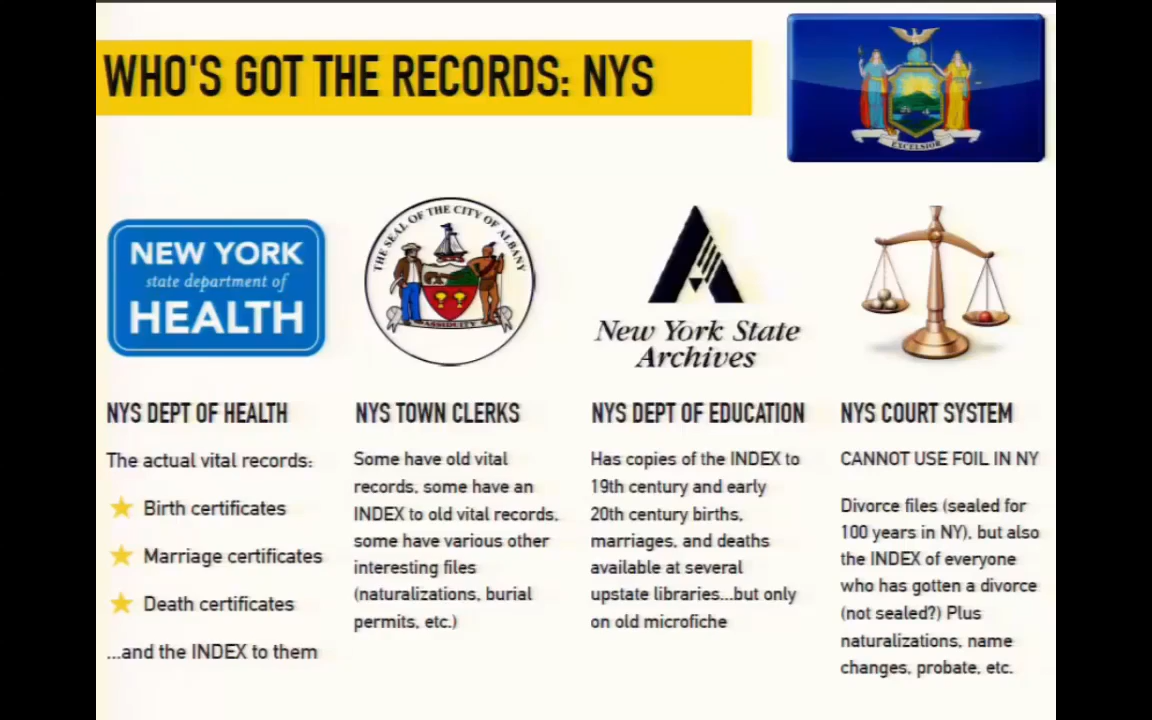 WHO'S GOT THE RECORDS: NYS
EXCELSIOR
NEW YORK
state department of
HEALTH
THE SEAL OF THE CITY OF ALBANY
ASSIDUITY
New York State
Archives
NYS DEPT OF HEALTH
The actual vital records:
Birth certificates
Marriage certificates
Death certificates
...and the INDEX to them
NYS TOWN CLERKS
Some have old vital
records, some have an
INDEX to old vital records,
some have various other
interesting files
(naturalizations, burial
permits, etc.)
NYS DEPT OF EDUCATION
Has copies of the INDEX to
19th century and early
20th century births,
marriages, and deaths
available at several
upstate libraries...but only
on old microfiche
NYS COURT SYSTEM
CANNOT USE FOIL IN NY
Divorce files (sealed for
100 years in NY), but also
the INDEX of everyone
who has gotten a divorce
(not sealed?) Plus
naturalizations, name
changes, probate, etc.